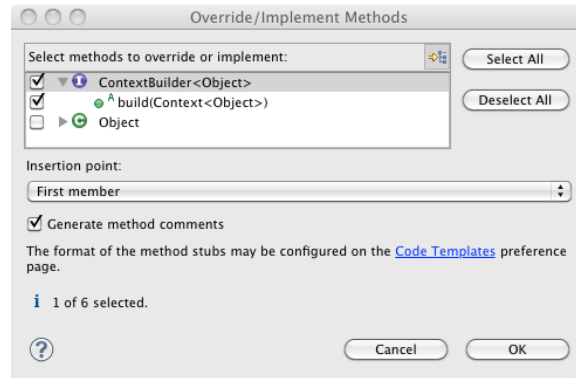 Override/Implement Methods
Select methods to override or implement:
Select All
ContextBuilder<Object>
A build(Context<Object>)
Deselect All
C Object
Insertion point:
First member
Generate method comments
The format of the method stubs may be configured on the Code Templates preference
page.
i 1 of 6 selected.
? Cancel OK